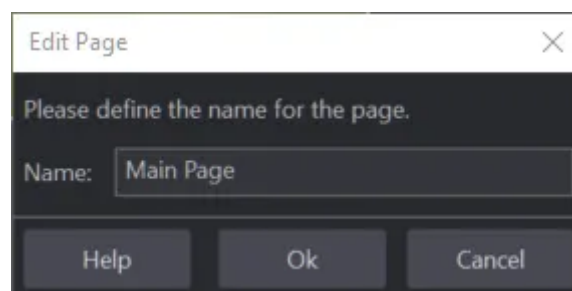 Edit Page
Please define the name for the page.
Name: Main Page
Help Ok Cancel